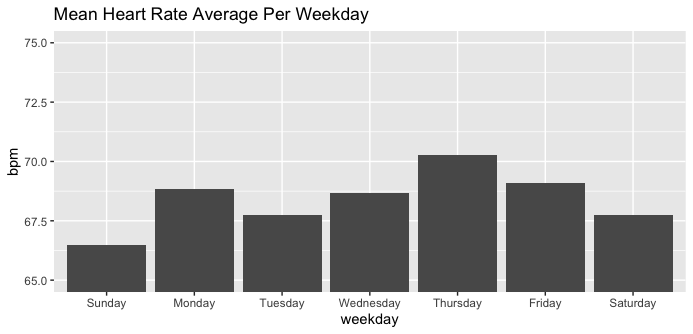 Mean Heart Rate Average Per Weekday
75.0
72.5
70.0
67.5
65.0
bpm
Sunday Monday Tuesday Wednesday Thursday Friday Saturday
weekday